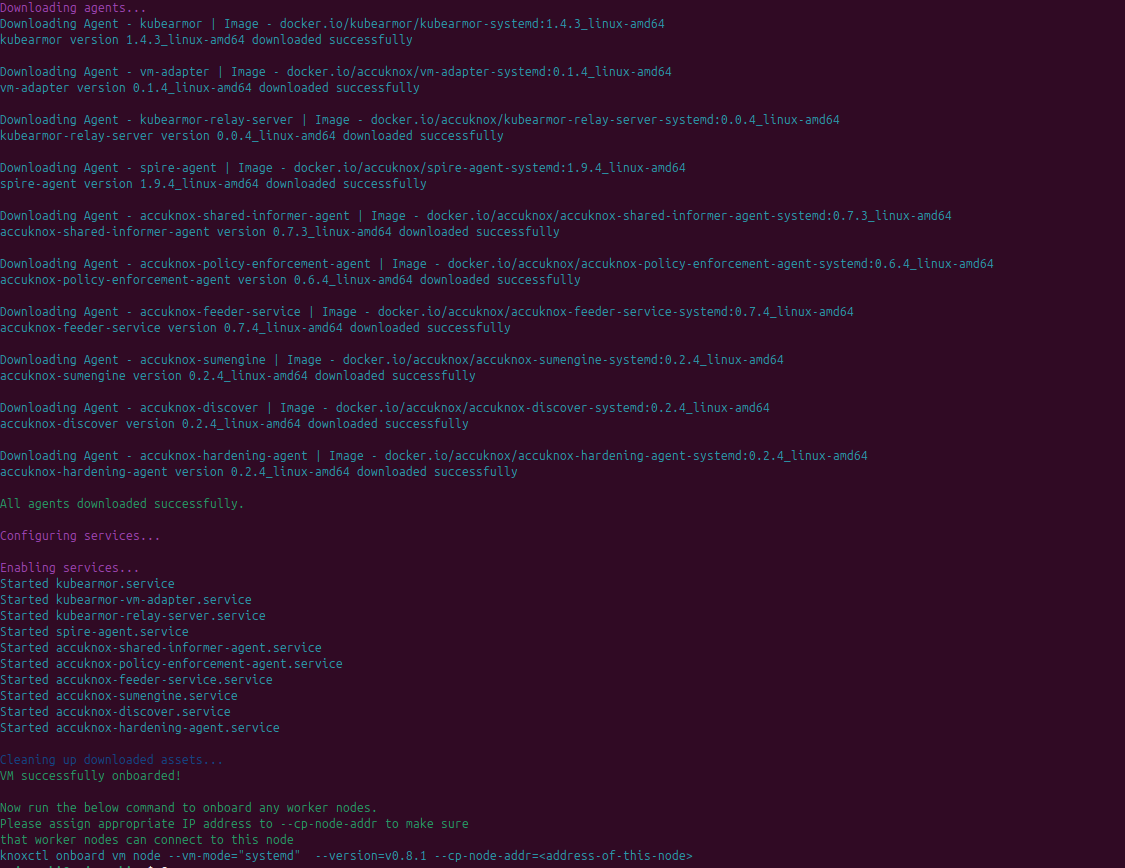 Downloading agents...
Downloading Agent - kubearmor | Image - docker.io/kubearmor/kubearmor-systemd:1.4.3_linux-amd64
kubearmor version 1.4.3_linux-amd64 downloaded successfully
Downloading Agent - vm-adapter | Image - docker.io/accuknox/vm-adapter-systemd:0.1.4_linux-amd64
vm-adapter version 0.1.4_linux-amd64 downloaded successfully
Downloading Agent - kubearmor-relay-server | Image - docker.io/accuknox/kubearmor-relay-server-systemd:0.0.4_linux-amd64
kubearmor-relay-server version 0.0.4_linux-amd64 downloaded successfully
Downloading Agent - spire-agent | Image - docker.io/accuknox/spire-agent-systemd:1.9.4_linux-amd64
spire-agent version 1.9.4_linux-amd64 downloaded successfully
Downloading Agent - accuknox-shared-informer-agent | Image - docker.io/accuknox/accuknox-shared-informer-agent-systemd:0.7.3_linux-amd64
accuknox-shared-informer-agent version 0.7.3_linux-amd64 downloaded successfully
Downloading Agent - accuknox-policy-enforcement-agent | Image - docker.io/accuknox/accuknox-policy-enforcement-agent-systemd:0.6.4_linux-amd64
accuknox-policy-enforcement-agent version 0.6.4_linux-amd64 downloaded successfully
Downloading Agent - accuknox-feeder-service | Image - docker.io/accuknox/accuknox-feeder-service-systemd:0.7.4_linux-amd64
accuknox-feeder-service version 0.7.4_linux-amd64 downloaded successfully
Downloading Agent - accuknox-sumengine | Image - docker.io/accuknox/accuknox-sumengine-systemd:0.2.4_linux-amd64
accuknox-sumengine version 0.2.4_linux-amd64 downloaded successfully
Downloading Agent - accuknox-discover | Image - docker.io/accuknox/accuknox-discover-systemd:0.2.4_linux-amd64
accuknox-discover version 0.2.4_linux-amd64 downloaded successfully
Downloading Agent - accuknox-hardening-agent | Image - docker.io/accuknox/accuknox-hardening-agent-systemd:0.2.4_linux-amd64
accuknox-hardening-agent version 0.2.4_linux-amd64 downloaded successfully
All agents downloaded successfully.
Configuring services...
Enabling services...
Started kubearmor.service
Started kubearmor-vm-adapter.service
Started kubearmor-relay-server.service
Started spire-agent.service
Started accuknox-shared-informer-agent.service
Started accuknox-policy-enforcement-agent.service
Started accuknox-feeder-service.service
Started accuknox-sumengine.service
Started accuknox-discover.service
Started accuknox-hardening-agent.service
Cleaning up downloaded assets...
VM successfully onboarded!
Now run the below command to onboard any worker nodes.
Please assign appropriate IP address to --cp-node-addr to make sure
that worker nodes can connect to this node
knoxctl onboard vm node --vm-mode="systemd"  --version=v0.8.1 --cp-node-addr=<address-of-this-node>